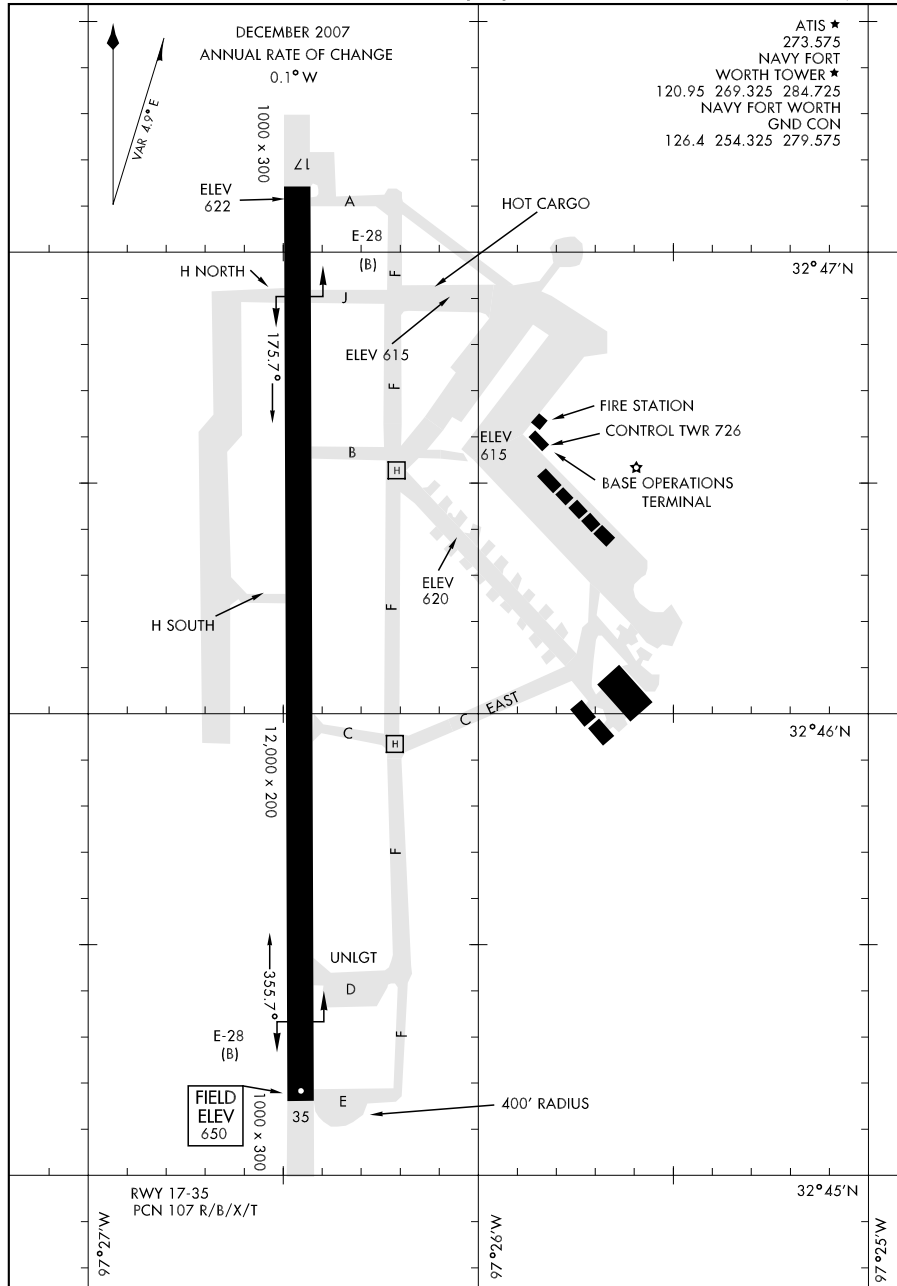 DECEMBER 2007
ANNUAL RATE OF CHANGE
0.1° W
VAR 4.9° E
ATIS ★
273.575
NAVY FORT
WORTH TOWER ★
120.95 269.325 284.725
NAVY FORT WORTH
GND CON
126.4 254.325 279.575
1000 x 300
17
ELEV
622
A
HOT CARGO
E-28
(B)
F
32° 47'N
H NORTH
J
175.7°
ELEV 615
F
FIRE STATION
CONTROL TWR 726
ELEV
615
B
H
BASE OPERATIONS
TERMINAL
ELEV
620
F
H SOUTH
C EAST
C
H
32° 46'N
12,000 x 200
F
UNLGT
D
355.7°
E-28
(B)
F
FIELD
ELEV
650
1000 x 300
35
E
400' RADIUS
RWY 17-35
PCN 107 R/B/X/T
32° 45'N
97° 27'W
97° 26'W
97° 25'W